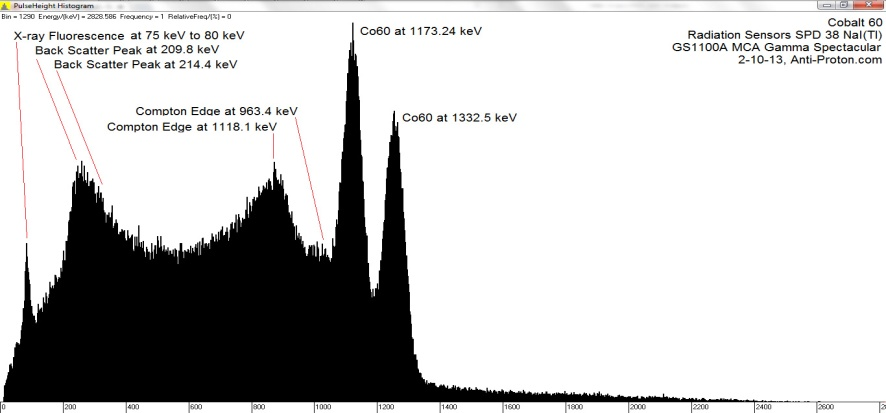 PulseHeight Histogram
Bin = 1290 Energy/[keV] = 2828.586 Frequency = 1 RelativeFreq/[%] = 0
X-ray Fluorescence at 75 keV to 80 keV
Back Scatter Peak at 209.8 keV
Back Scatter Peak at 214.4 keV
Compton Edge at 963.4 keV
Compton Edge at 1118.1 keV
Co60 at 1173.24 keV
Co60 at 1332.5 keV
Cobalt 60
Radiation Sensors SPD 38 NaI(Tl)
GS1100A MCA Gamma Spectacular
2-10-13, Anti-Proton.com
0 200 400 600 800 1000 1200 1400 1600 1800 2000 2200 2400 2600